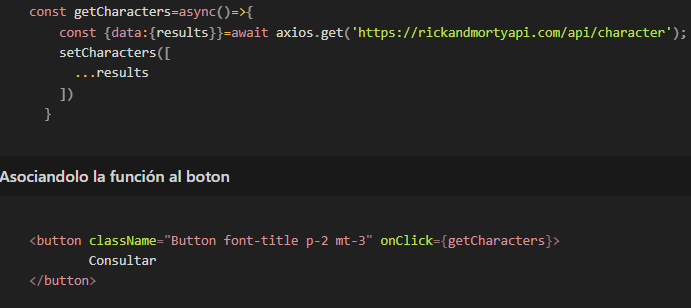 const getCharacters=async()=>{
const {data:{results}}=await axios.get('https://rickandmortyapi.com/api/character');
setCharacters([
...results
])
}
Asociandolo la función al boton
<button className="Button font-title p-2 mt-3" onClick={getCharacters}>
Consultar
</button>